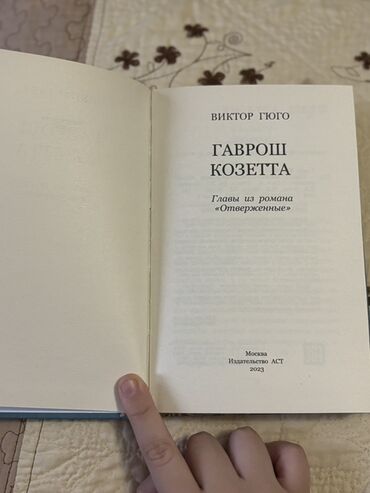 ВИКТОР ГЮГО
ГАВРОШ
КОЗЕТТА
Главы из романа
«Отверженные»
Москва
Издательство АСТ
2023